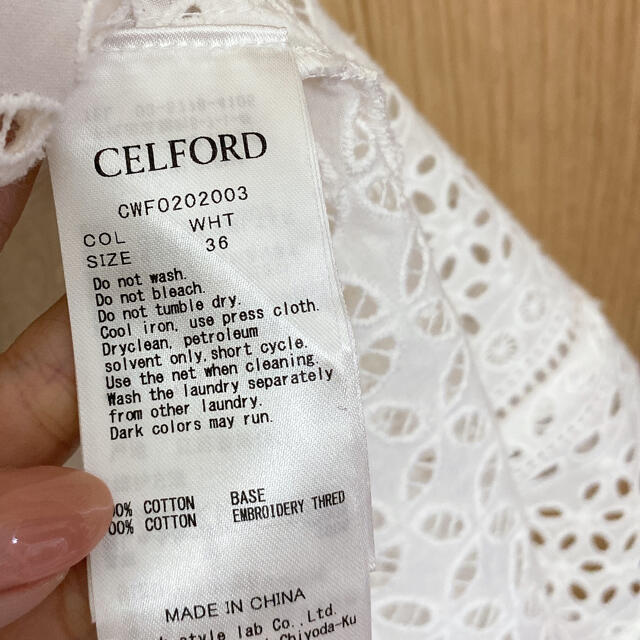 CELFORD
CWF0202003
COL WHT
SIZE 36
Do not wash.
Do not bleach.
Do not tumble dry.
Cool iron, use press cloth.
Dryclean, petroleum
solvent only, short cycle.
Use the net when cleaning.
Wash the laundry separately
from other laundry.
Dark colors may run.
00% COTTON BASE
00% COTTON EMBROIDERY THRED
MADE IN CHINA
style lab Co., Ltd.
Chiyoda-Ku